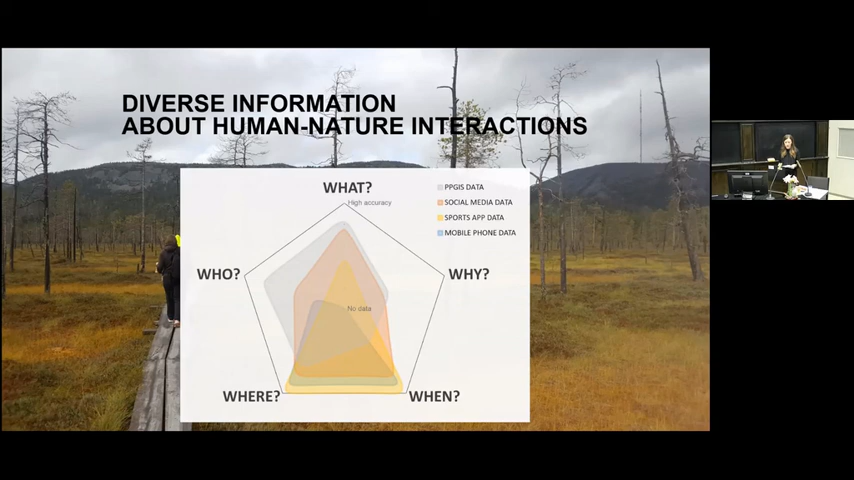 DIVERSE INFORMATION
ABOUT HUMAN-NATURE INTERACTIONS
WHAT?
High accuracy
PPGIS DATA
SOCIAL MEDIA DATA
SPORTS APP DATA
MOBILE PHONE DATA
WHO?
WHY?
No data
WHERE?
WHEN?